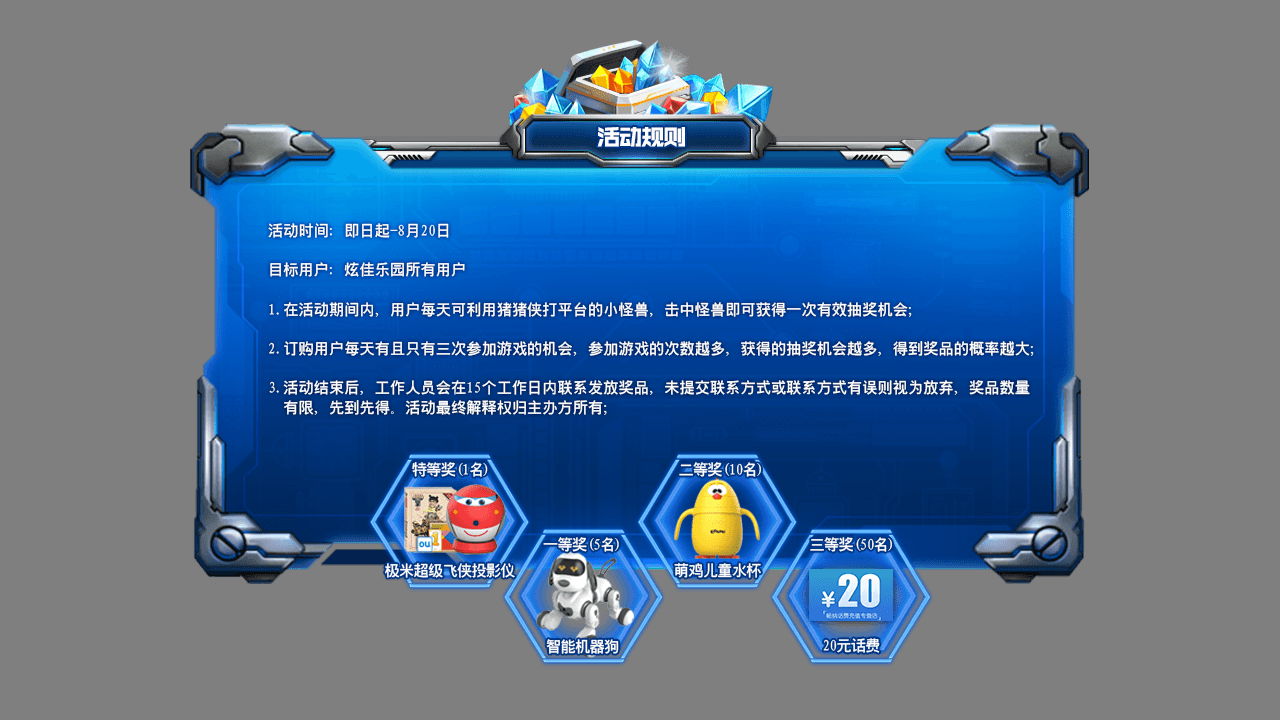 活动规则
活动时间: 即日起-8月20日
目标用户: 炫佳乐园所有用户
1. 在活动期间内, 用户每天可利用猪猪侠打平台的小怪兽, 击中怪兽即可获得一次有效抽奖机会;
2. 订购用户每天有且只有三次参加游戏的机会, 参加游戏的次数越多, 获得的抽奖机会越多, 得到奖品的概率越大;
3. 活动结束后, 工作人员会在15个工作日内联系发放奖品, 未提交联系方式或联系方式有误则视为放弃, 奖品数量
有限, 先到先得。活动最终解释权归主办方所有;
特等奖(1名)
极米超级飞侠投影仪
一等奖(5名)
智能机器狗
二等奖(10名)
萌鸡儿童水杯
三等奖(50名)
¥20
20元话费